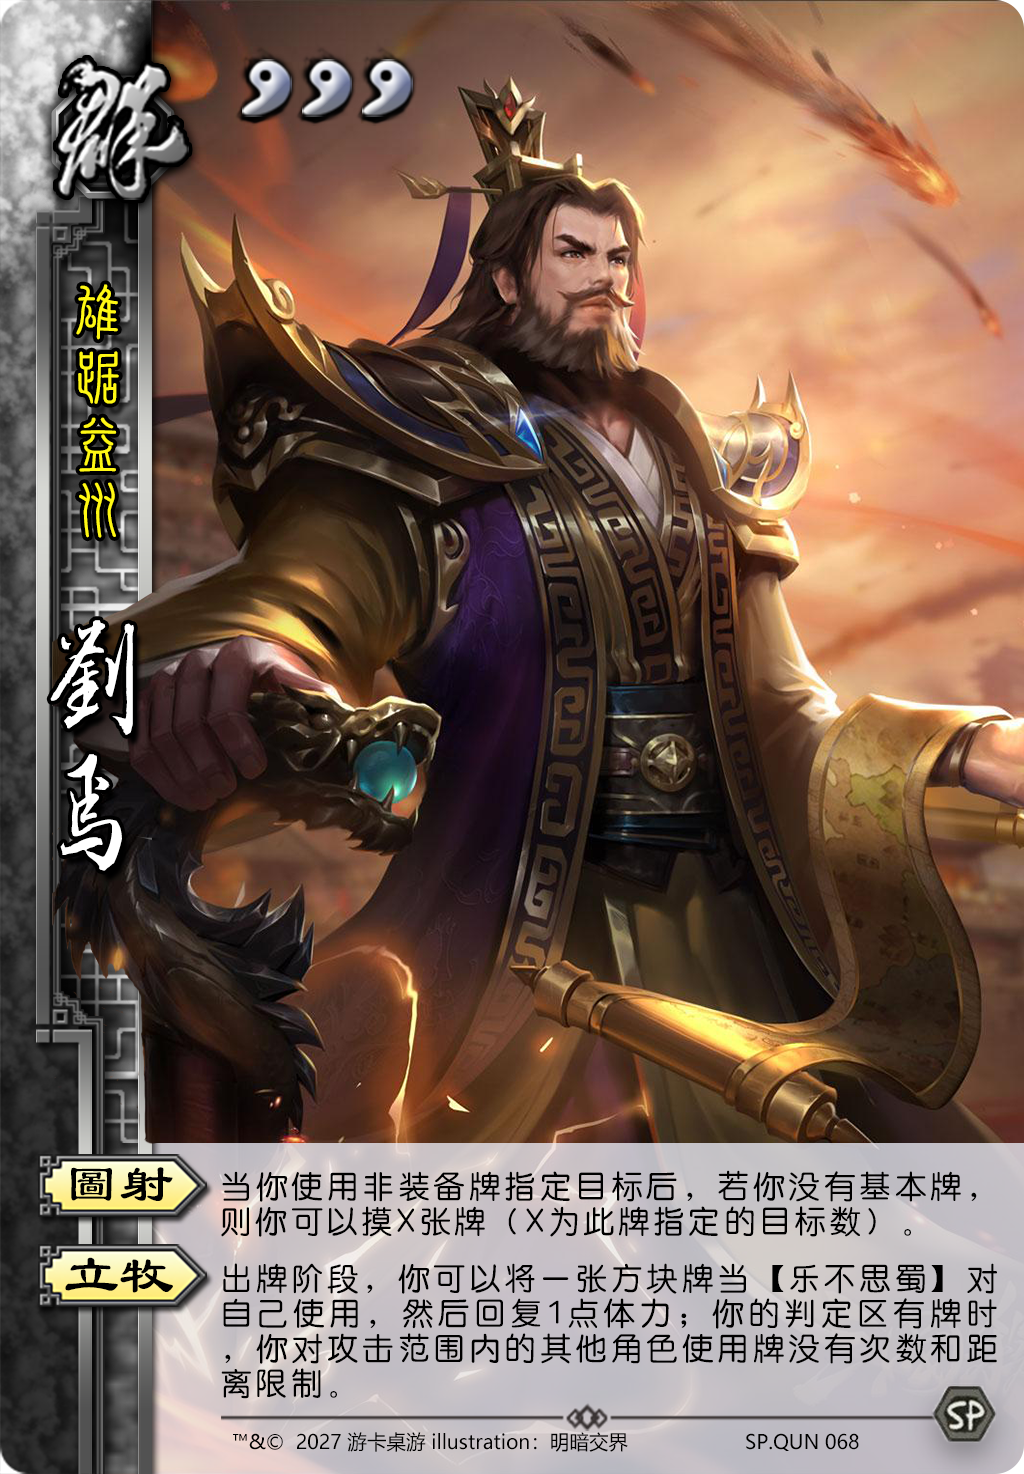 群
雄踞益州
劉焉
圖射
当你使用非装备牌指定目标后，若你没有基本牌，
则你可以摸X张牌（X为此牌指定的目标数）。
立牧
出牌阶段，你可以将一张方块牌当【乐不思蜀】对
自己使用，然后回复1点体力；你的判定区有牌时
，你对攻击范围内的其他角色使用牌没有次数和距
离限制。
SP
™&© 2027 游卡桌游 illustration：明暗交界
SP.QUN 068